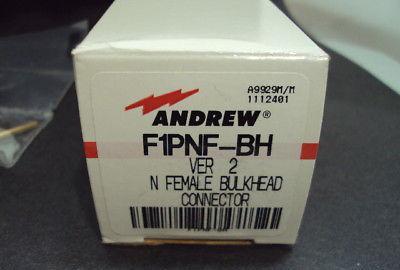 A9929M/M
1112401
ANDREW®
F1PNF-BH
VER 2
N FEMALE BULKHEAD
CONNECTOR